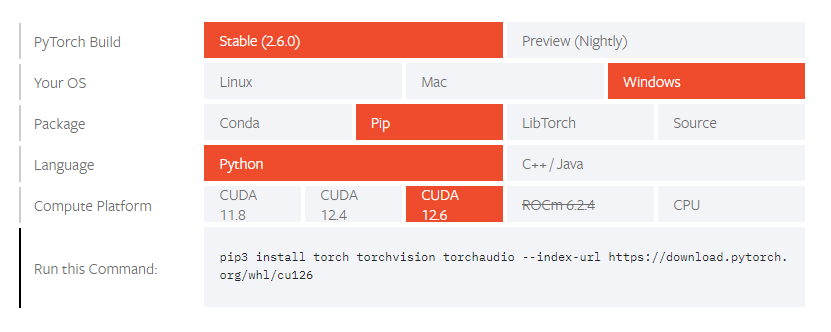 PyTorch Build
Stable (2.6.0)
Preview (Nightly)
Your OS
Linux
Mac
Windows
Package
Conda
Pip
LibTorch
Source
Language
Python
C++ / Java
Compute Platform
CUDA
11.8
CUDA
12.4
CUDA
12.6
ROCm 6.2.4
CPU
Run this Command:
pip3 install torch torchvision torchaudio --index-url https://download.pytorch.
org/whl/cu126